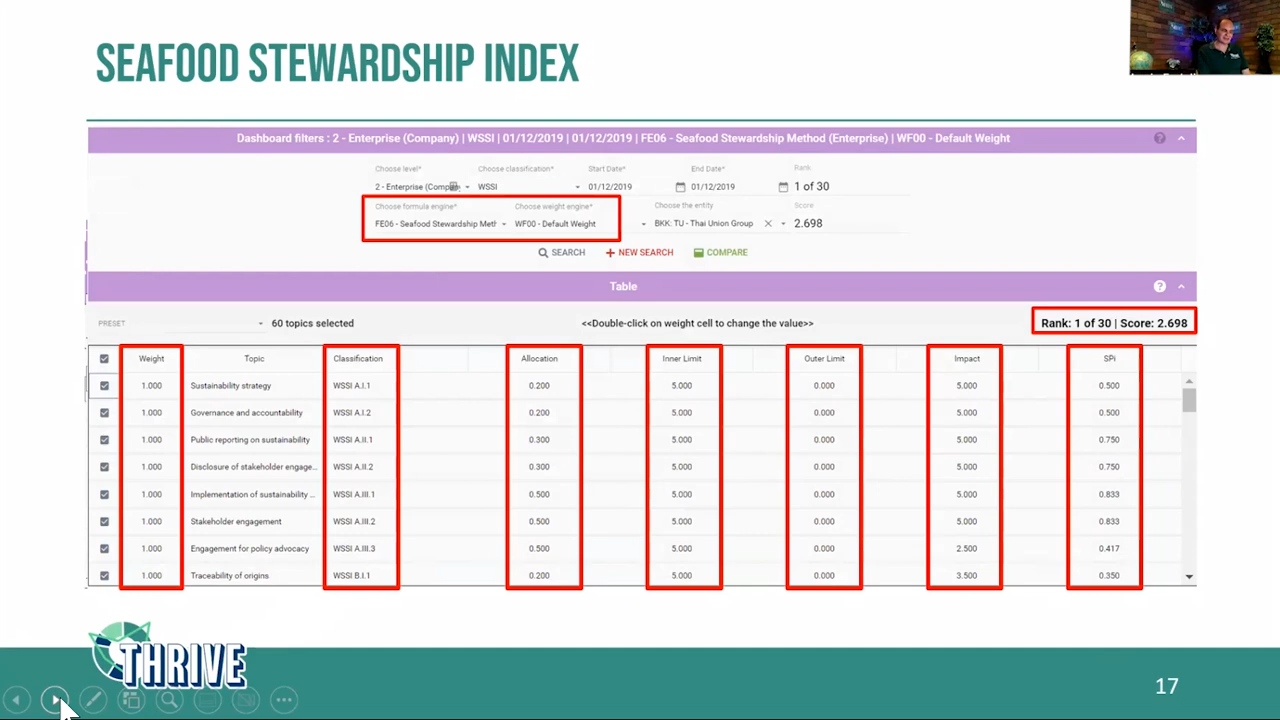 SEAFOOD STEWARDSHIP INDEX
Dashboard filters : 2 - Enterprise (Company) | WSSI | 01/12/2019 | 01/12/2019 | FE06 - Seafood Stewardship Method (Enterprise) | WF00 - Default Weight
Choose level* Choose classification* Start Date* End Date* Rank
2 - Enterprise WSSI 01/12/2019 01/12/2019 1 of 30
Choose formula engine* Choose weight engine* Choose the entity Score
FE06 - Seafood Stewardship Meth WF00 - Default Weight BKK: TU - Thai Union Group 2.698
SEARCH NEW SEARCH COMPARE
Table
PRESET 60 topics selected <<Double-click on weight cell to change the value>> Rank: 1 of 30 | Score: 2.698
Weight Topic Classification Allocation Inner Limit Outer Limit Impact SPi
1.000 Sustainability strategy WSSI A.I.1 0.200 5.000 0.000 5.000 0.500
1.000 Governance and accountability WSSI A.I.2 0.200 5.000 0.000 5.000 0.500
1.000 Public reporting on sustainability WSSI A.II.1 0.300 5.000 0.000 5.000 0.750
1.000 Disclosure of stakeholder engage... WSSI A.II.2 0.300 5.000 0.000 5.000 0.750
1.000 Implementation of sustainability ... WSSI A.III.1 0.500 5.000 0.000 5.000 0.833
1.000 Stakeholder engagement WSSI A.III.2 0.500 5.000 0.000 5.000 0.833
1.000 Engagement for policy advocacy WSSI A.III.3 0.500 5.000 0.000 2.500 0.417
1.000 Traceability of origins WSSI B.I.1 0.200 5.000 0.000 3.500 0.350
THRIVE
17